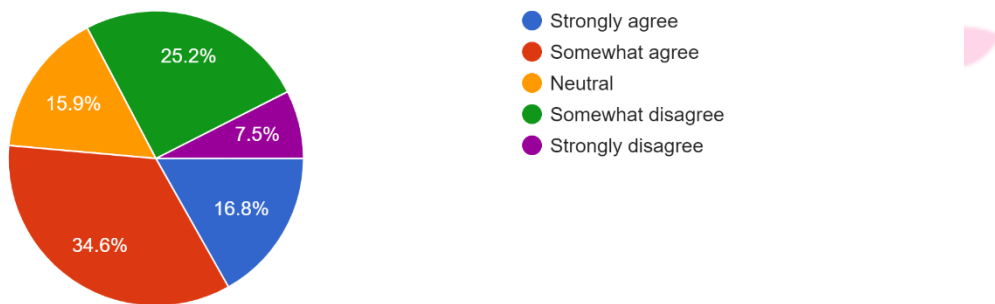 25.2%
15.9%
7.5%
16.8%
34.6%
Strongly agree
Somewhat agree
Neutral
Somewhat disagree
Strongly disagree